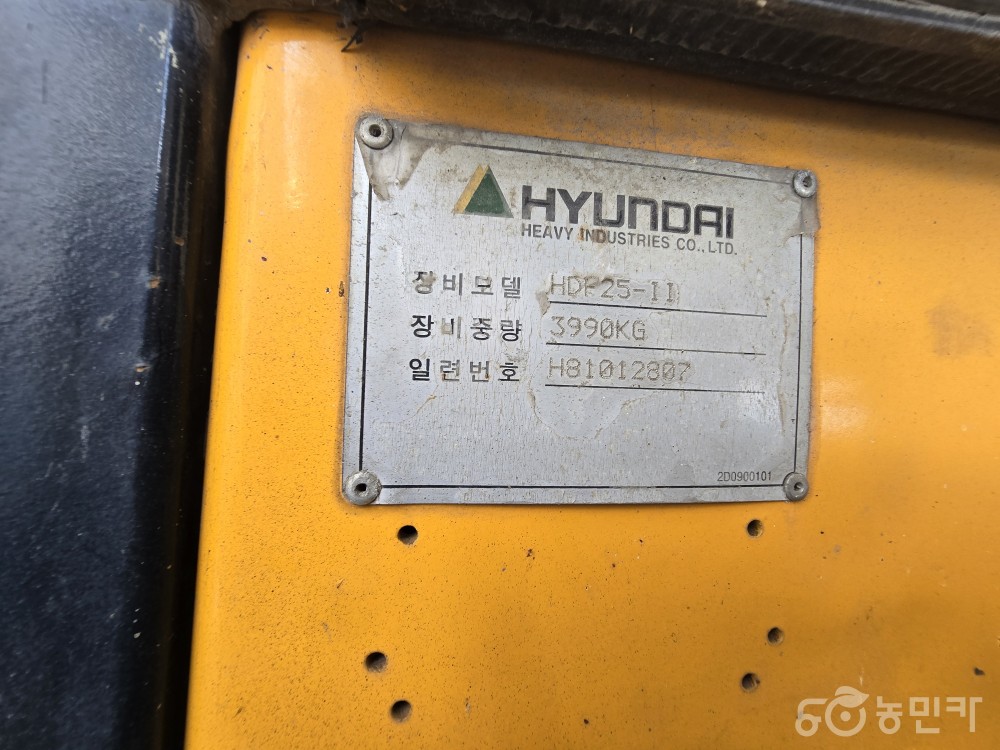 HYUNDAI
HEAVY INDUSTRIES CO.,LTD.
장비모델 HDF25-II
장비중량 3990KG
일련번호 H81012807
2D0900101
농민카